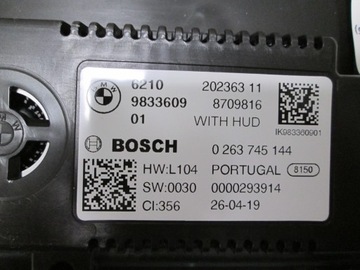 6210 202363 11
9833609 8709816
01 WITH HUD
IK983360901
BOSCH 0 263 745 144
HW:L104 PORTUGAL 8150
SW:0030 0000293914
CI:356 26-04-19